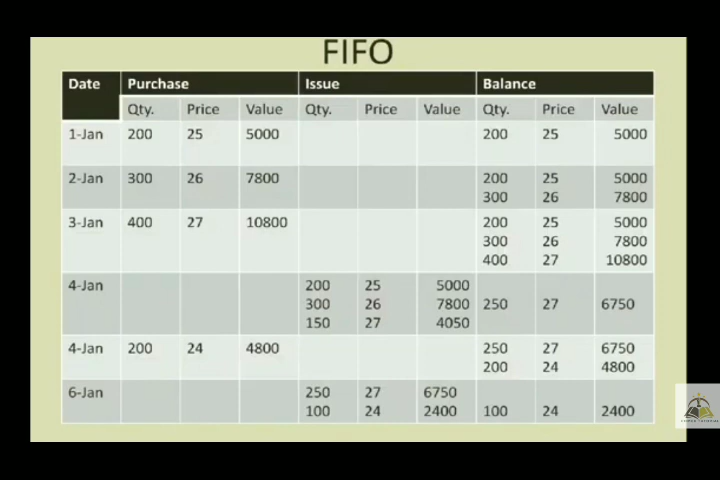 FIFO
Date Purchase Issue Balance
Qty. Price Value Qty. Price Value Qty. Price Value
1-Jan 200 25 5000 200 25 5000
2-Jan 300 26 7800 200 25 5000
300 26 7800
3-Jan 400 27 10800 200 25 5000
300 26 7800
400 27 10800
4-Jan 200 25 5000
300 26 7800 250 27 6750
150 27 4050
4-Jan 200 24 4800 250 27 6750
200 24 4800
6-Jan 250 27 6750
100 24 2400 100 24 2400